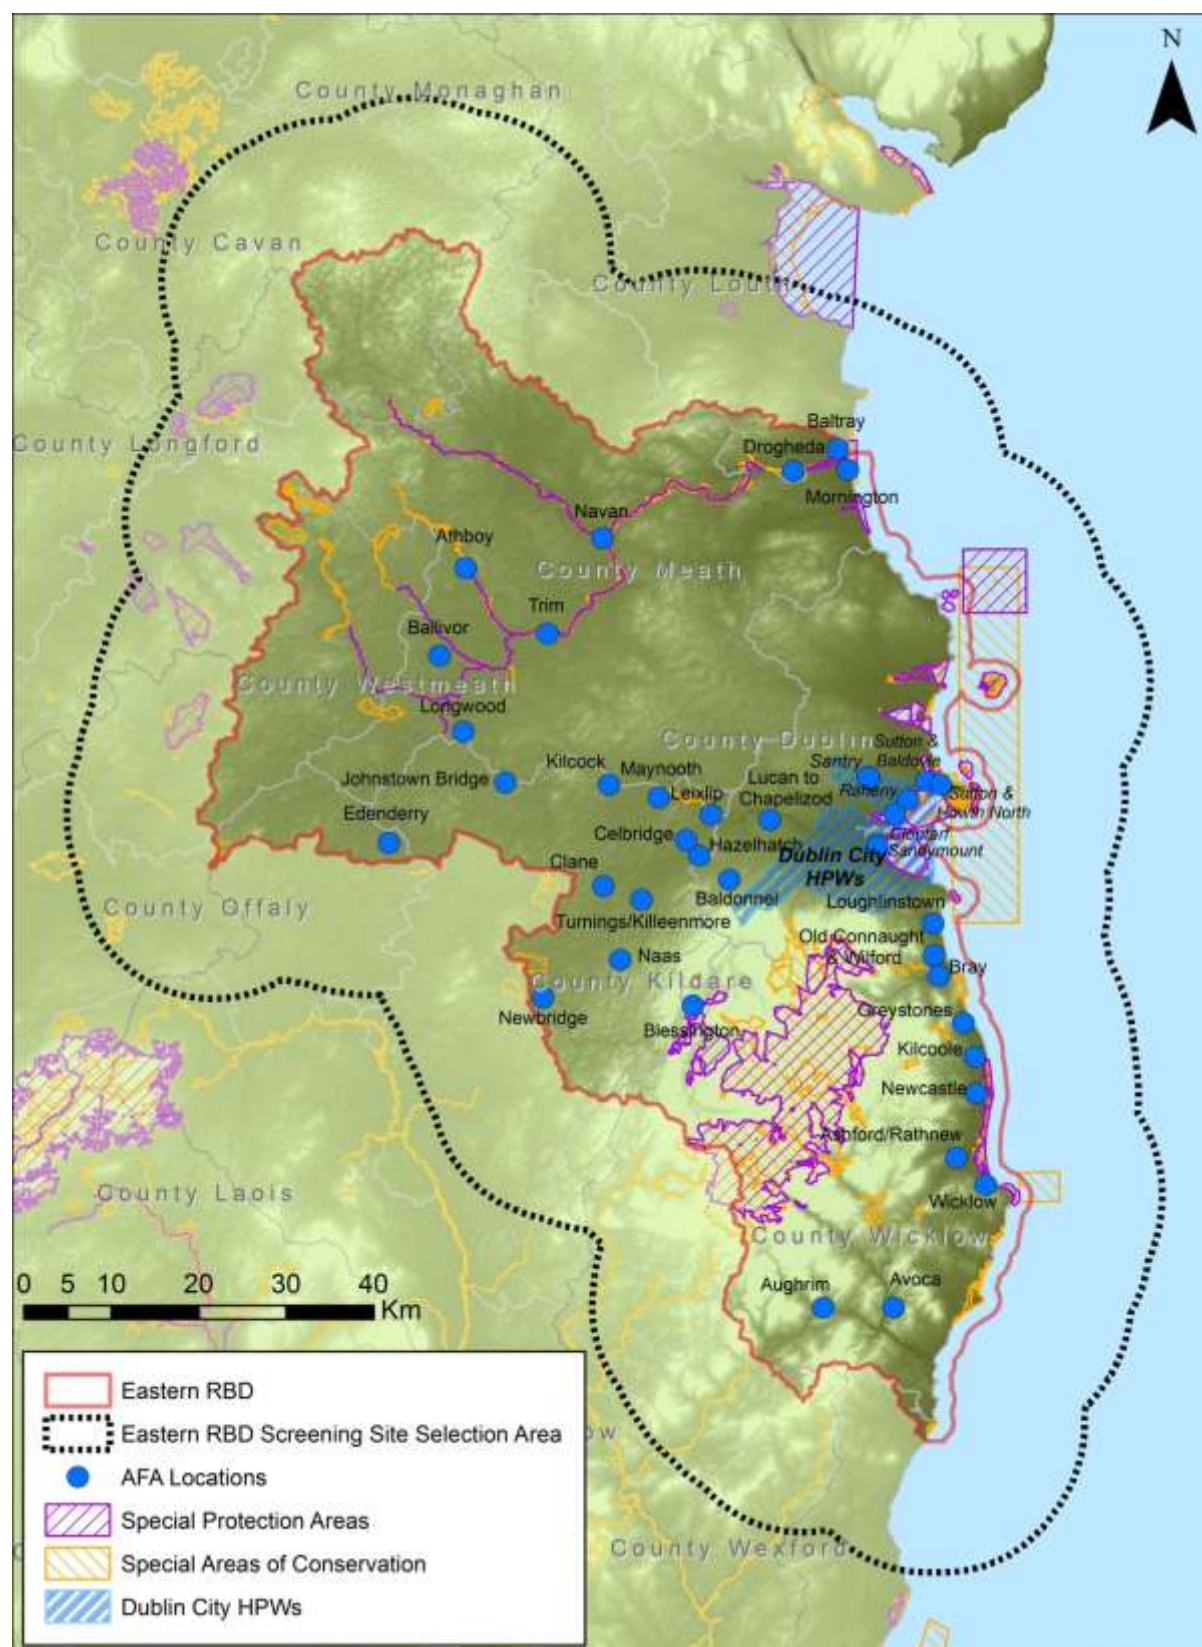 N
County Monaghan
County Cavan
County Louth
County Longford
Baltray
Drogheda
Mornington
Navan
Athboy
County Meath
Trim
Ballivor
County Westmeath
Longwood
County Dublin
Sutton &
Baldoyle
Santry
Kilcock
Maynooth
Lucan to
Chapelizod
Johnstown Bridge
Leixlip
Raheny
Sutton &
Howth North
Edenderry
Celbridge
Hazelhatch
Clontarf
Sandymount
Dublin City
HPWs
Clane
Baldonnel
County Offaly
Loughlinstown
Turnings/Killeenmore
Old Connaught
& Wilford
Naas
Bray
County Kildare
Newbridge
Blessington
Greystones
Kilcoole
Newcastle
Ashford/Rathnew
County Laois
Wicklow
County Wicklow
Aughrim
Avoca
0 5 10 20 30 40
Km
Eastern RBD
Eastern RBD Screening Site Selection Area
ow
AFA Locations
Special Protection Areas
Special Areas of Conservation
County Wexford
Dublin City HPWs